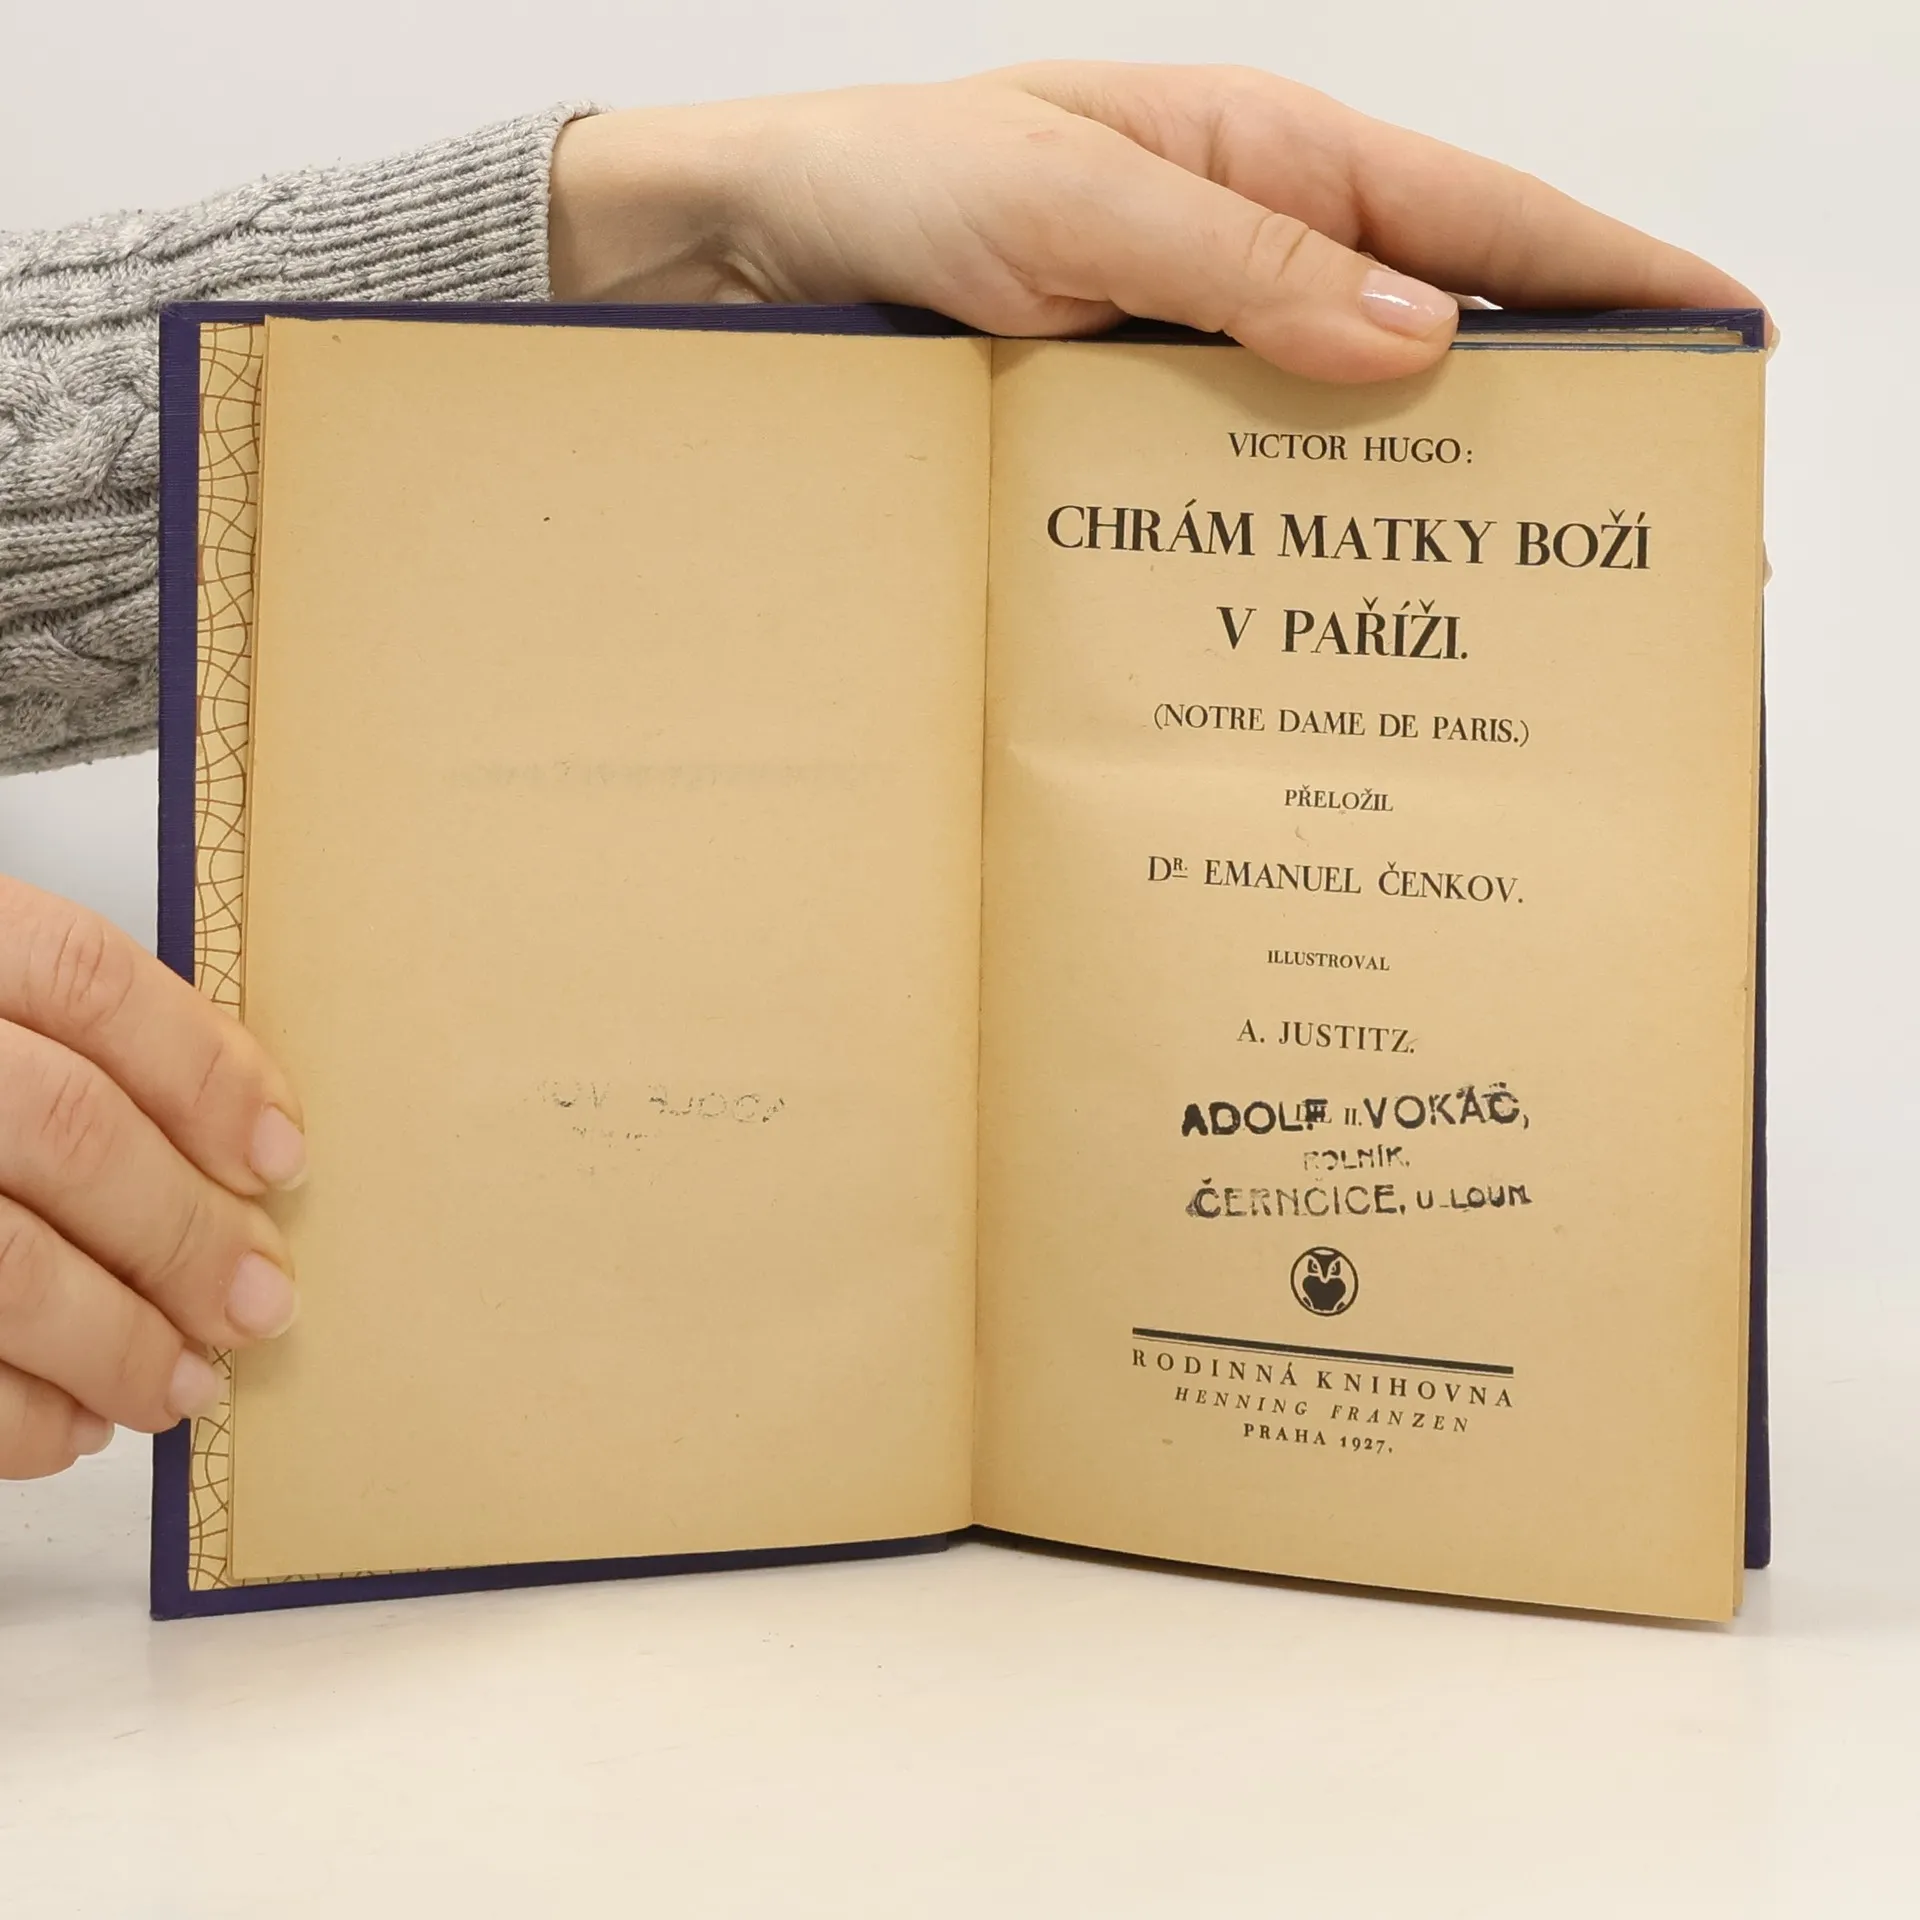 VICTOR HUGO:
CHRÁM MATKY BOŽÍ
V PAŘÍŽI.
(NOTRE DAME DE PARIS.)
PŘELOŽIL
DR. EMANUEL ČENKOV.
ILLUSTROVAL
A. JUSTITZ.
II.
ADOLF VOKÁČ,
ROLNÍK.
ČERNČICE, U LOUN
RODINNÁ KNIHOVNA
HENNING FRANZEN
PRAHA 1927.